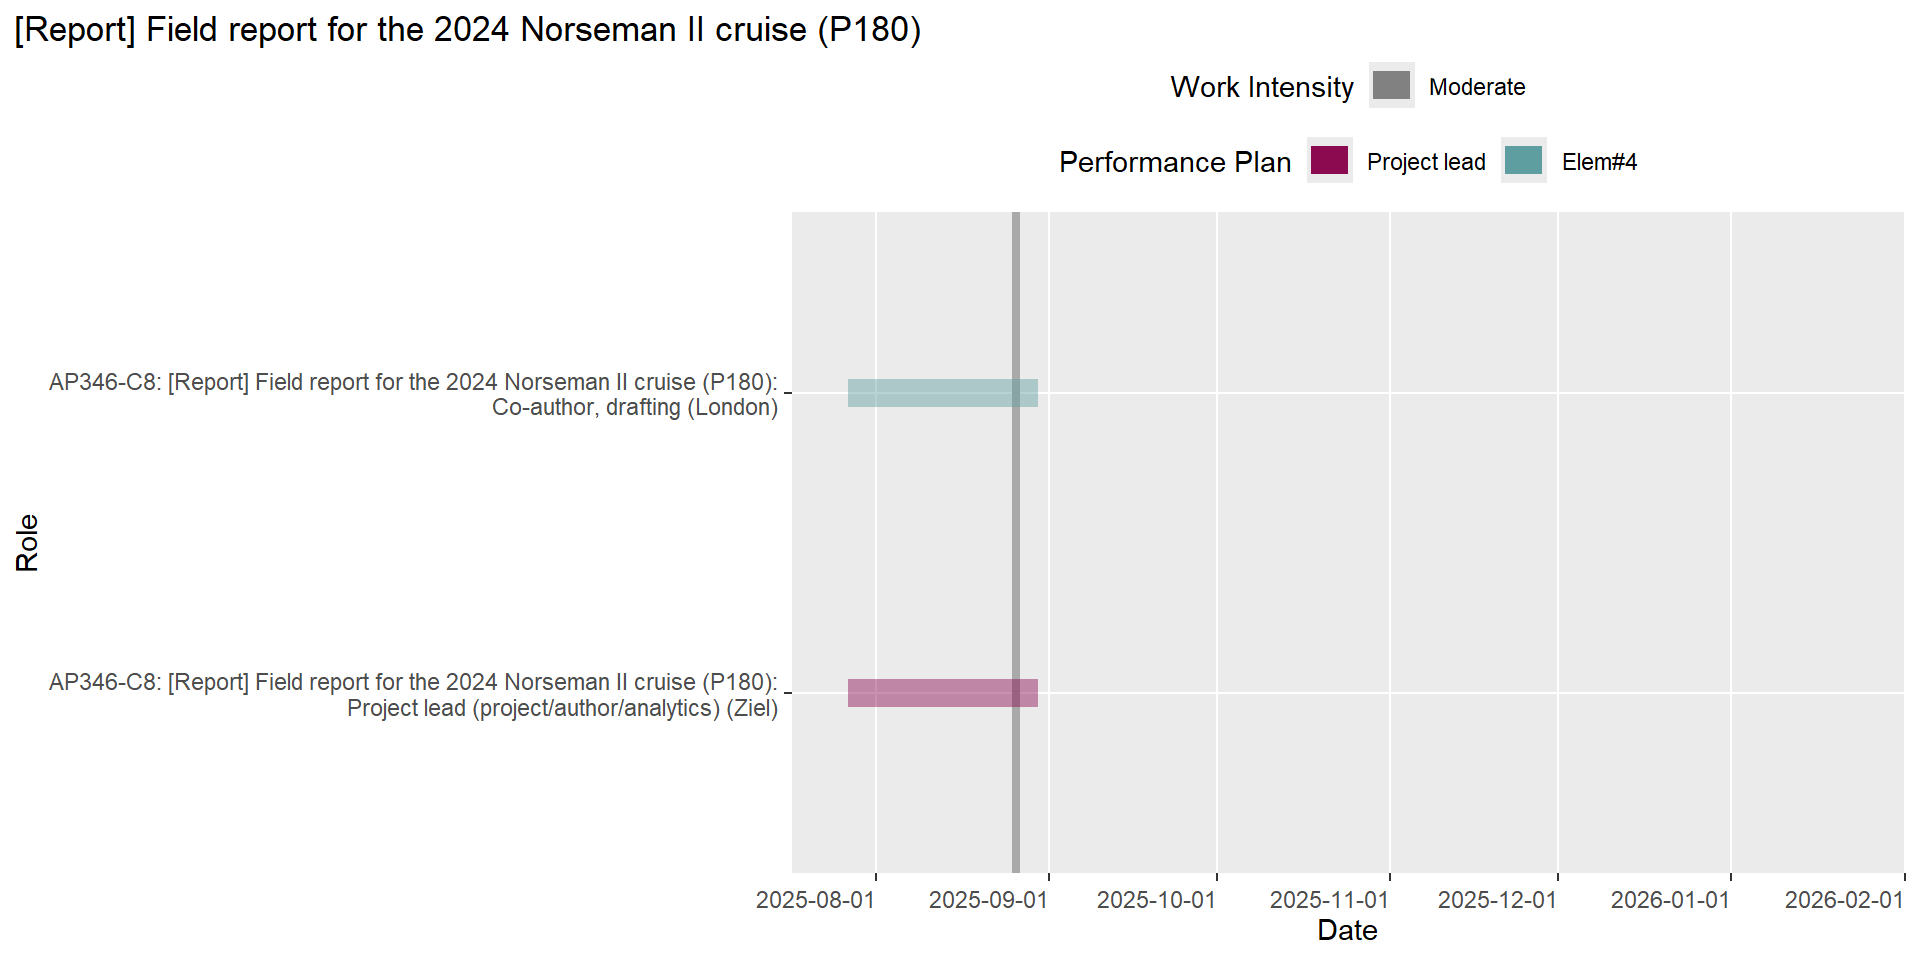 [Report] Field report for the 2024 Norseman II cruise (P180)
Work Intensity Moderate
Performance Plan Project lead Elem#4
AP346-C8: [Report] Field report for the 2024 Norseman II cruise (P180):
Co-author, drafting (London)
Role
AP346-C8: [Report] Field report for the 2024 Norseman II cruise (P180):
Project lead (project/author/analytics) (Ziel)
2025-08-01 2025-09-01 2025-10-01 2025-11-01 2025-12-01 2026-01-01 2026-02-01
Date